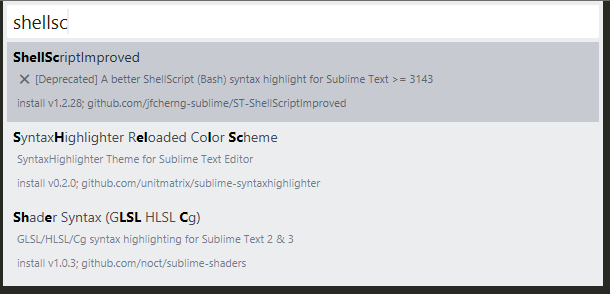 shellsc
ShellScriptImproved
❌ [Deprecated] A better ShellScript (Bash) syntax highlight for Sublime Text >= 3143
install v1.2.28; github.com/jfcherng-sublime/ST-ShellScriptImproved
SyntaxHighlighter Reloaded Color Scheme
SyntaxHighlighter Theme for Sublime Text Editor
install v0.2.0; github.com/unitmatrix/sublime-syntaxhighlighter
Shader Syntax (GLSL HLSL Cg)
GLSL/HLSL/Cg syntax highlighting for Sublime Text 2 & 3
install v1.0.3; github.com/noct/sublime-shaders